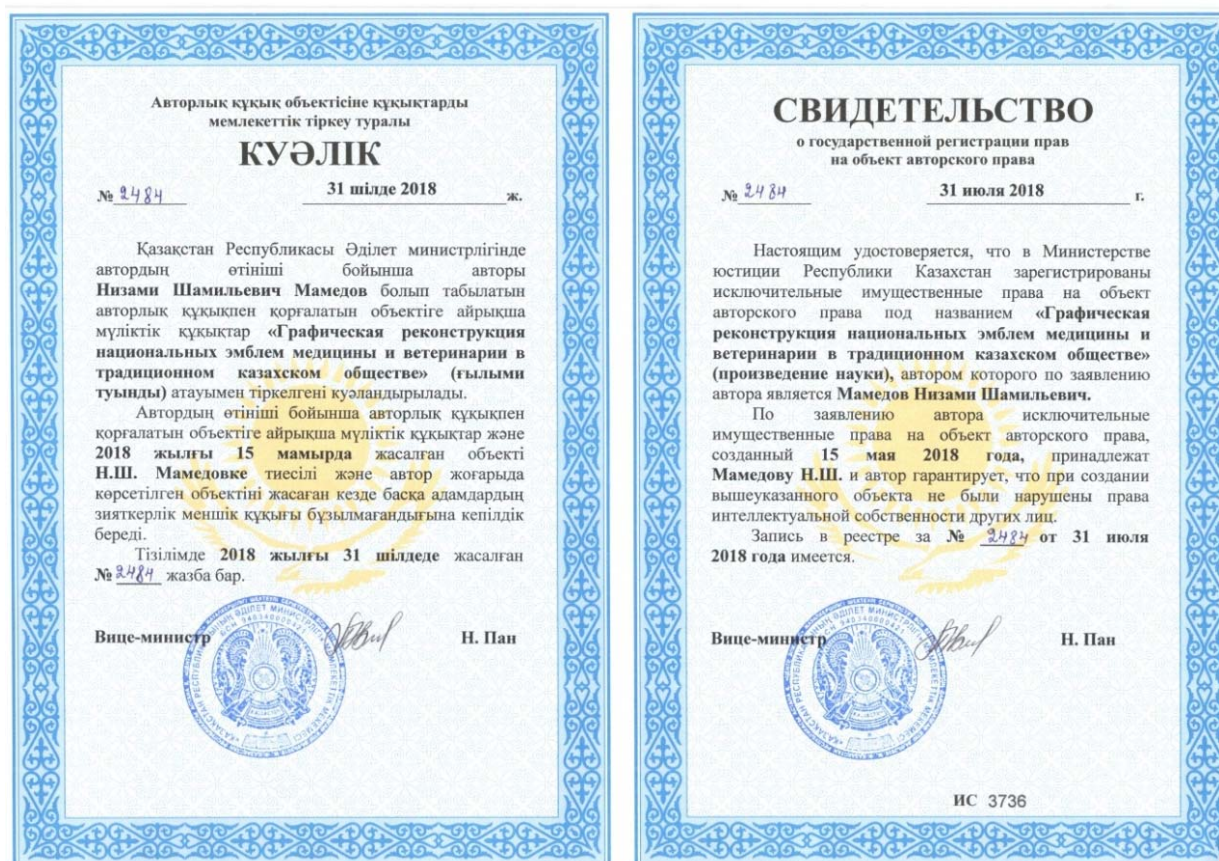 Авторлық құқық объектісіне құқықтарды
мемлекеттік тіркеу туралы
КУӘЛІК
№ 2484 31 шілде 2018 ж.
Қазақстан Республикасы Әділет министрлігінде
автордың өтініші бойынша авторы
Низами Шамильевич Мамедов болып табылатын
авторлық құқықпен қорғалатын объектіге айрықша
мүліктік құқықтар «Графическая реконструкция
национальных эмблем медицины и ветеринарии в
традиционном казахском обществе» (ғылыми
туынды) атауымен тіркелгені куәландырылады.
Автордың өтініші бойынша авторлық құқықпен
қорғалатын объектіге айрықша мүліктік құқықтар және
2018 жылғы 15 мамырда жасалған объекті
Н.Ш. Мамедовке тиесілі және автор жоғарыда
көрсетілген объектіні жасаған кезде басқа адамдардың
зияткерлік меншік құқығы бұзылмағандығына кепілдік
береді.
Тізілімде 2018 жылғы 31 шілдеде жасалған
№ 2484 жазба бар.
Вице-министр Н. Пан
СВИДЕТЕЛЬСТВО
о государственной регистрации прав
на объект авторского права
№ 2484 31 июля 2018 г.
Настоящим удостоверяется, что в Министерстве
юстиции Республики Казахстан зарегистрированы
исключительные имущественные права на объект
авторского права под названием «Графическая
реконструкция национальных эмблем медицины и
ветеринарии в традиционном казахском обществе»
(произведение науки), автором которого по заявлению
автора является Мамедов Низами Шамильевич.
По заявлению автора исключительные
имущественные права на объект авторского права,
созданный 15 мая 2018 года, принадлежат
Мамедову Н.Ш. и автор гарантирует, что при создании
вышеуказанного объекта не были нарушены права
интеллектуальной собственности других лиц.
Запись в реестре за № 2484 от 31 июля
2018 года имеется.
Вице-министр Н. Пан
ИС 3736